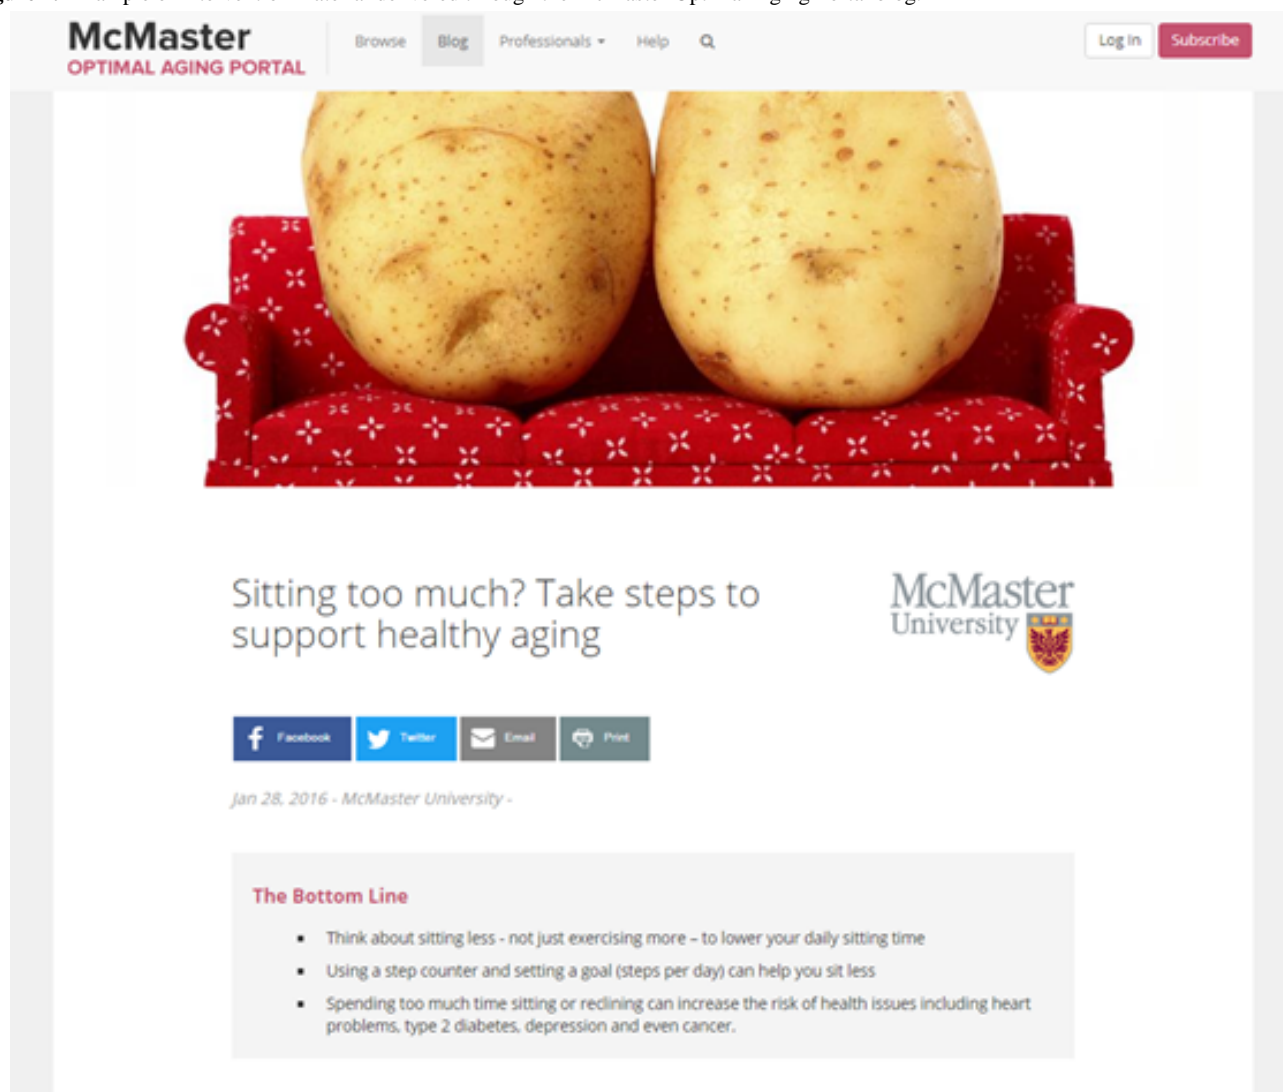 McMaster
OPTIMAL AGING PORTAL
Browse
Blog
Professionals
Help
Log In
Subscribe
Sitting too much? Take steps to
support healthy aging
McMaster
University
Facebook
Twitter
Email
Print
Jan 28, 2016 - McMaster University -
The Bottom Line
Think about sitting less - not just exercising more – to lower your daily sitting time
Using a step counter and setting a goal (steps per day) can help you sit less
Spending too much time sitting or reclining can increase the risk of health issues including heart
problems, type 2 diabetes, depression and even cancer.